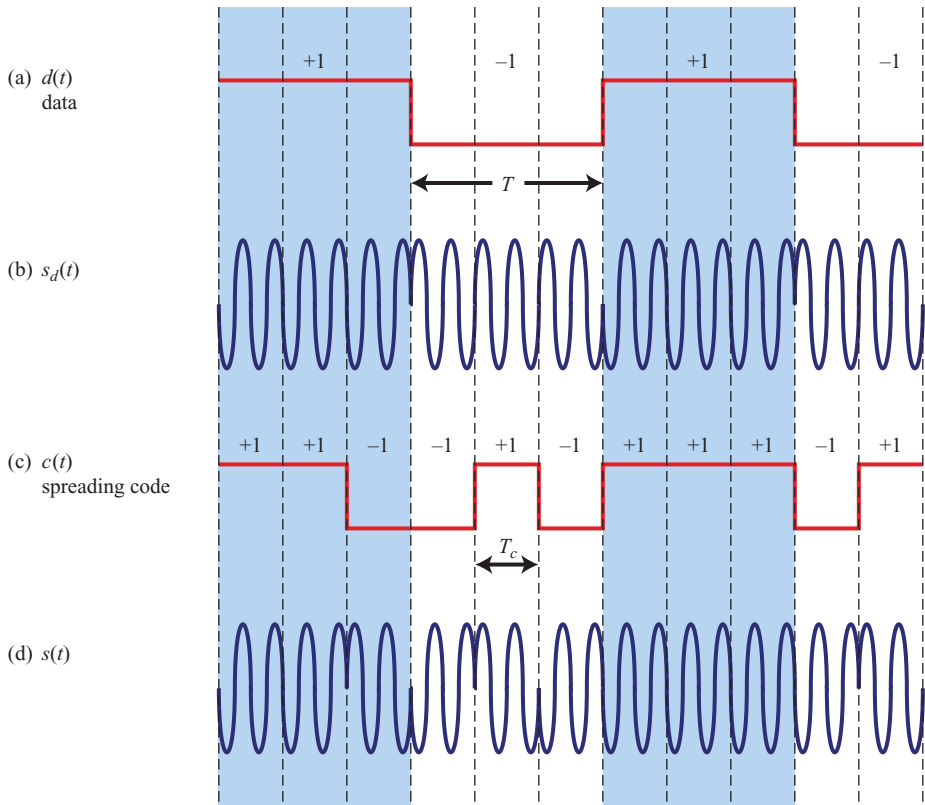 +1 –1 +1 –1
(a) d(t)
data
T
(b) s_d(t)
+1 +1 –1 –1 +1 –1 +1 +1 +1 –1 +1
(c) c(t)
spreading code
T_c
(d) s(t)